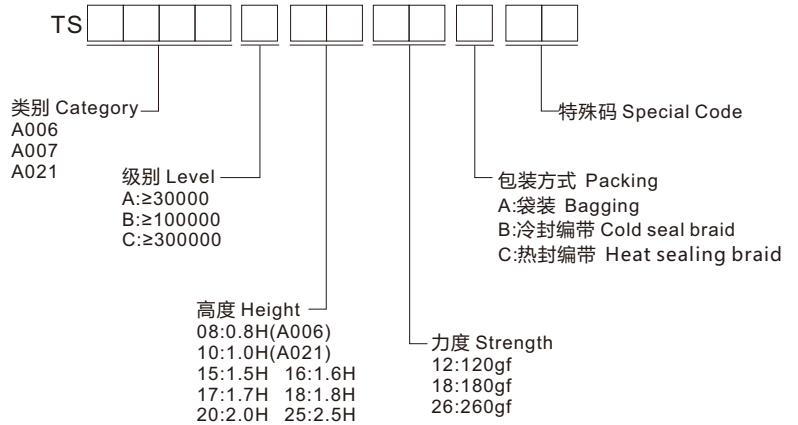 TS
类别 Category
A006
A007
A021
级别 Level
A:≥30000
B:≥100000
C:≥300000
高度 Height
08:0.8H(A006)
10:1.0H(A021)
15:1.5H 16:1.6H
17:1.7H 18:1.8H
20:2.0H 25:2.5H
力度 Strength
12:120gf
18:180gf
26:260gf
包装方式 Packing
A:袋装 Bagging
B:冷封编带 Cold seal braid
C:热封编带 Heat sealing braid
特殊码 Special Code